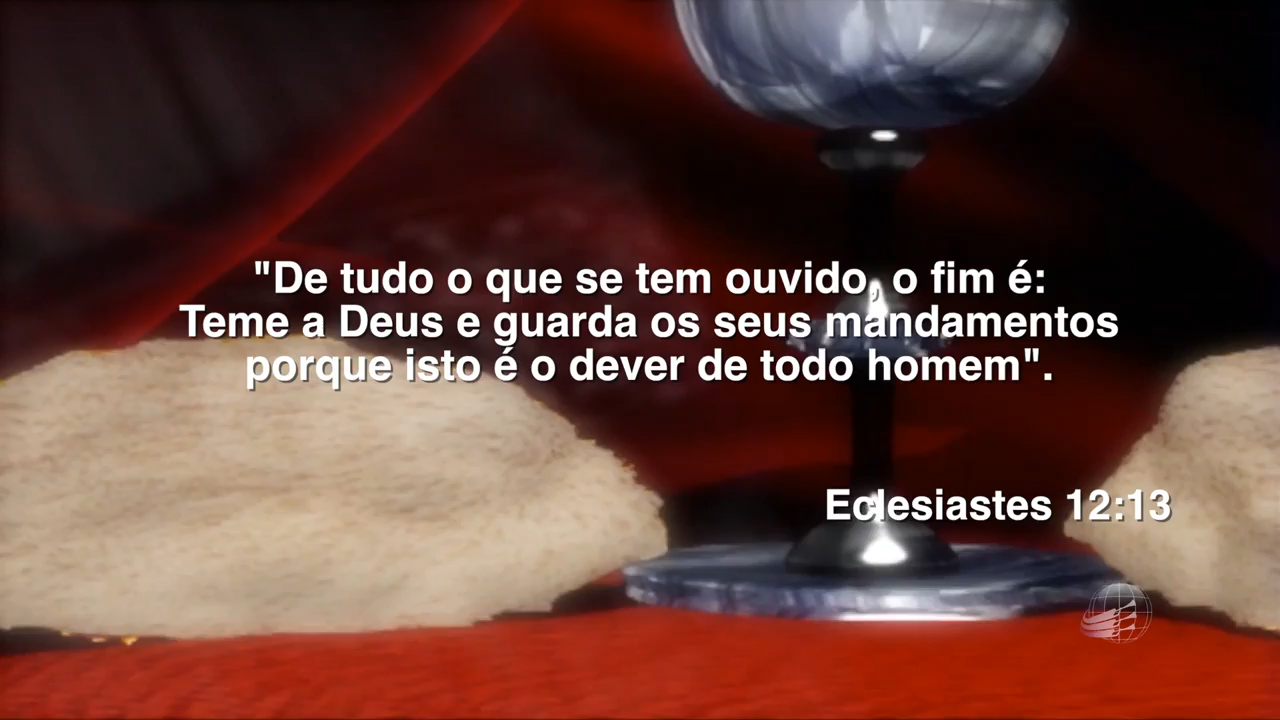 "De tudo o que se tem ouvido, o fim é:
Teme a Deus e guarda os seus mandamentos
porque isto é o dever de todo homem".
Eclesiastes 12:13